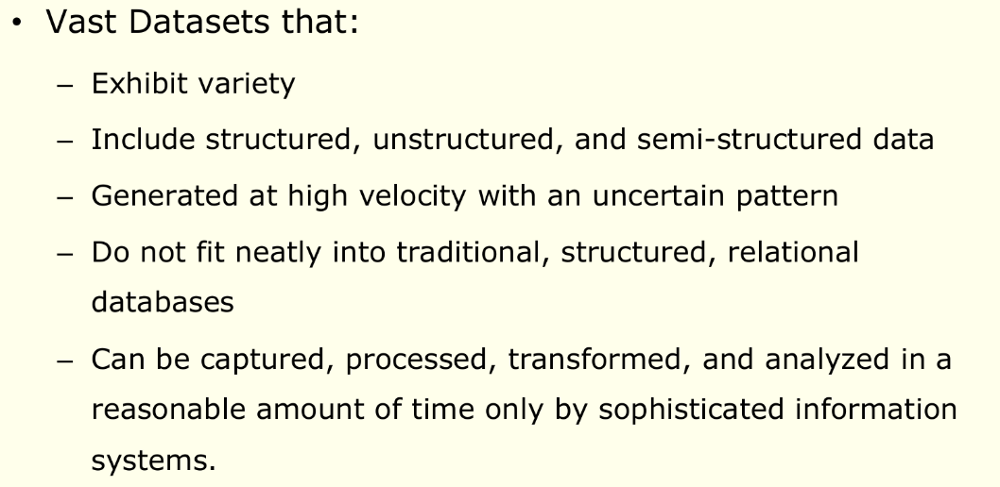 • Vast Datasets that:
– Exhibit variety
– Include structured, unstructured, and semi-structured data
– Generated at high velocity with an uncertain pattern
– Do not fit neatly into traditional, structured, relational
databases
– Can be captured, processed, transformed, and analyzed in a
reasonable amount of time only by sophisticated information
systems.